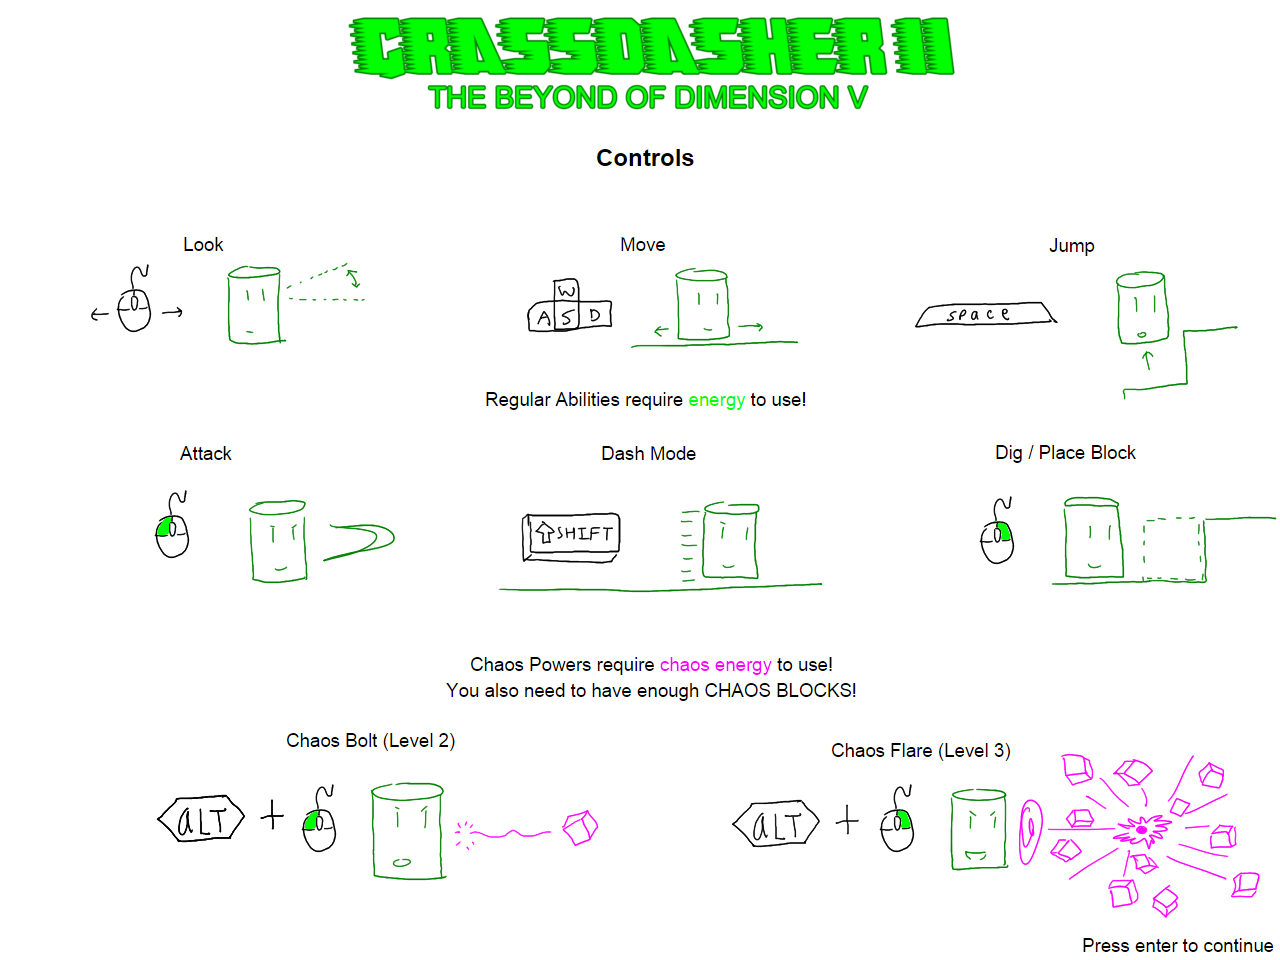 GRASSDASHER II
THE BEYOND OF DIMENSION V
Controls
Look
Move
Jump
W
A S D
SPACE
Regular Abilities require energy to use!
Attack
Dash Mode
Dig / Place Block
SHIFT
Chaos Powers require chaos energy to use!
You also need to have enough CHAOS BLOCKS!
Chaos Bolt (Level 2)
Chaos Flare (Level 3)
aLT +
aLT +
Press enter to continue